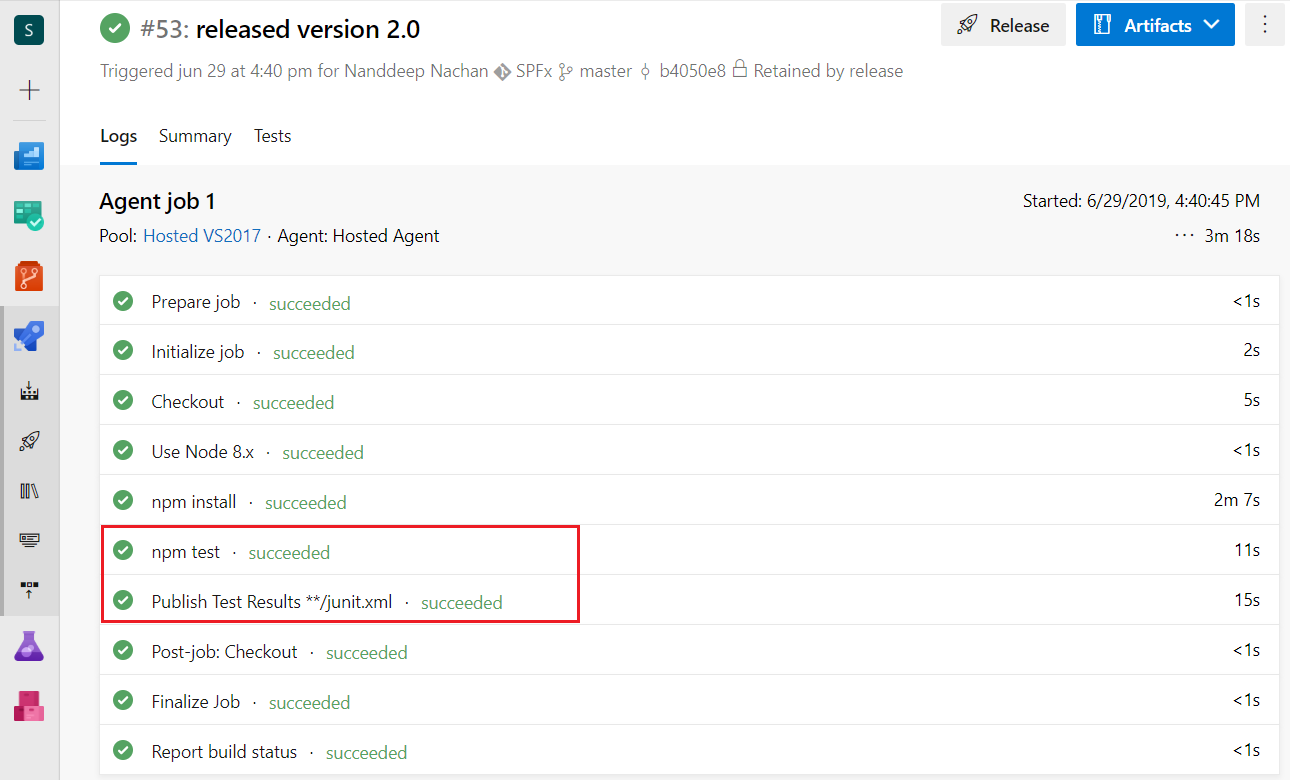 S
#53: released version 2.0
Release
Artifacts
Triggered jun 29 at 4:40 pm for Nanddeep Nachan SPFx master b4050e8 Retained by release
Logs Summary Tests
Agent job 1
Started: 6/29/2019, 4:40:45 PM
Pool: Hosted VS2017 · Agent: Hosted Agent
··· 3m 18s
Prepare job · succeeded <1s
Initialize job · succeeded 2s
Checkout · succeeded 5s
Use Node 8.x · succeeded <1s
npm install · succeeded 2m 7s
npm test · succeeded 11s
Publish Test Results **/junit.xml · succeeded 15s
Post-job: Checkout · succeeded <1s
Finalize Job · succeeded <1s
Report build status · succeeded <1s